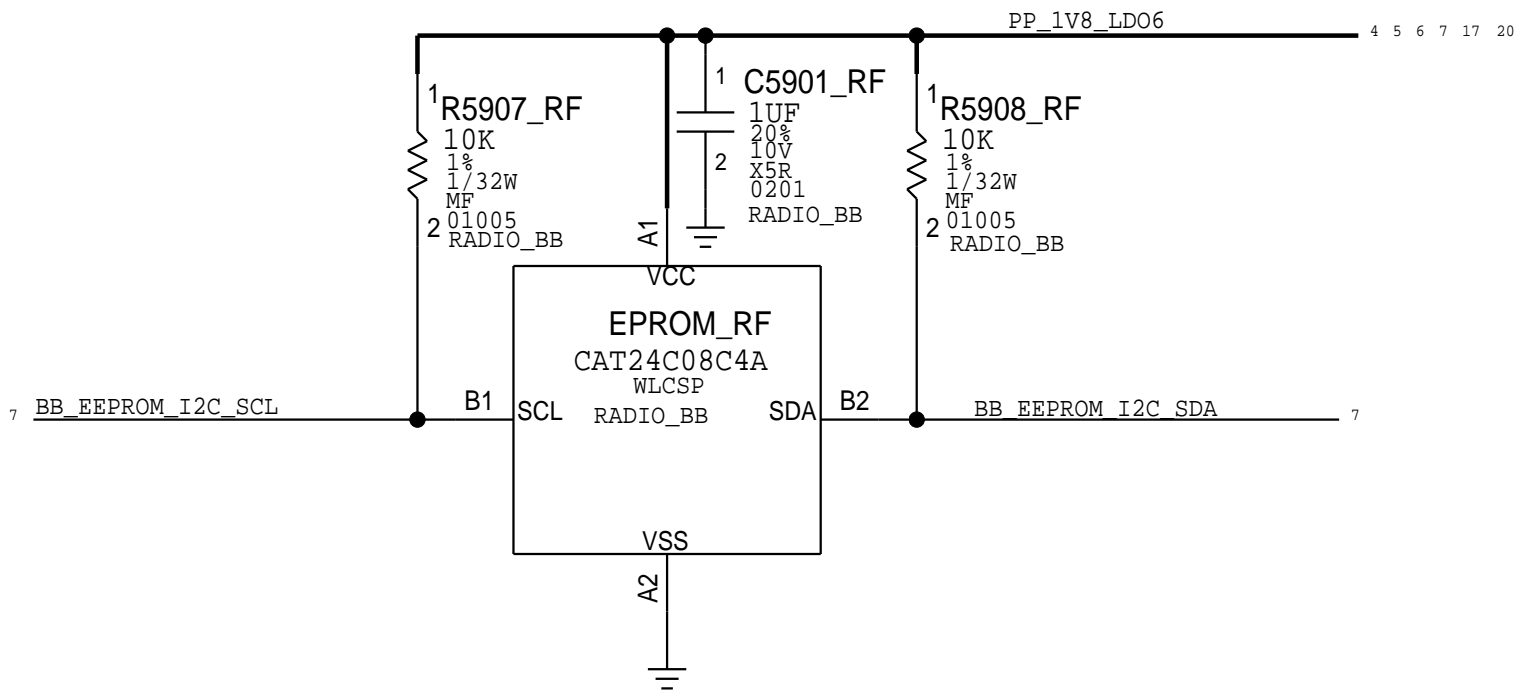 PP_1V8_LDO6
4 5 6 7 17 20
1
R5907_RF
10K
1%
1/32W
MF
01005
2
RADIO_BB
1
C5901_RF
1UF
20%
10V
X5R
0201
2
RADIO_BB
1
R5908_RF
10K
1%
1/32W
MF
01005
2
RADIO_BB
A1
VCC
EPROM_RF
CAT24C08C4A
WLCSP
RADIO_BB
7 BB_EEPROM_I2C_SCL
B1
SCL
SDA
B2
BB_EEPROM_I2C_SDA 7
VSS
A2